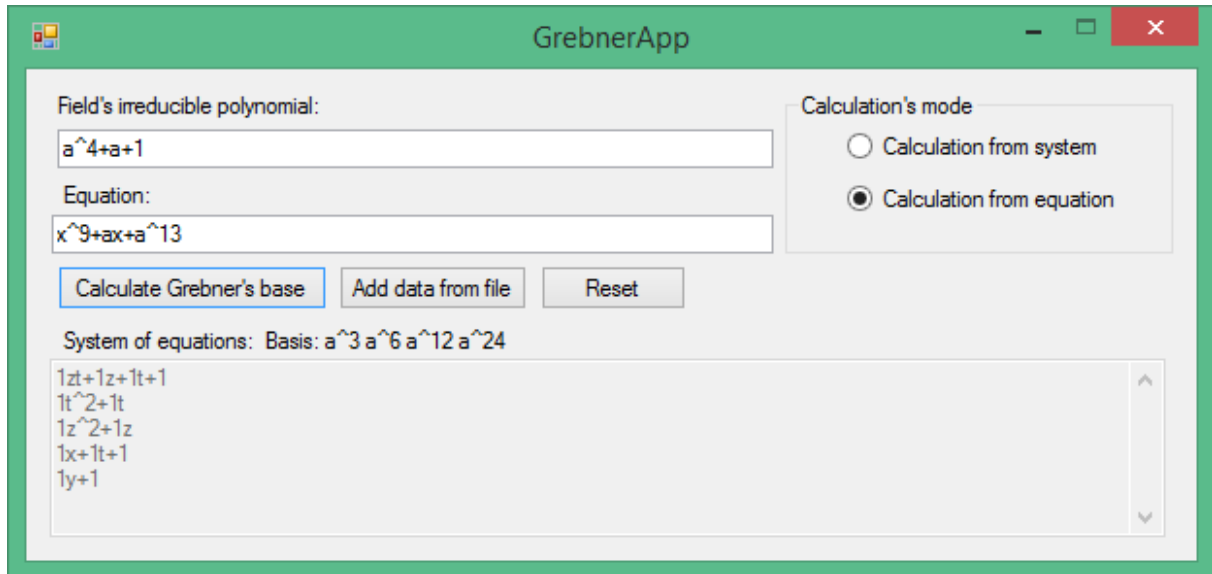 GrebnerApp
Field's irreducible polynomial:
a^4+a+1
Equation:
x^9+ax+a^13
Calculation's mode
Calculation from system
Calculation from equation
Calculate Grebner's base
Add data from file
Reset
System of equations: Basis: a^3 a^6 a^12 a^24
1zt+1z+1t+1
1t^2+1t
1z^2+1z
1x+1t+1
1y+1